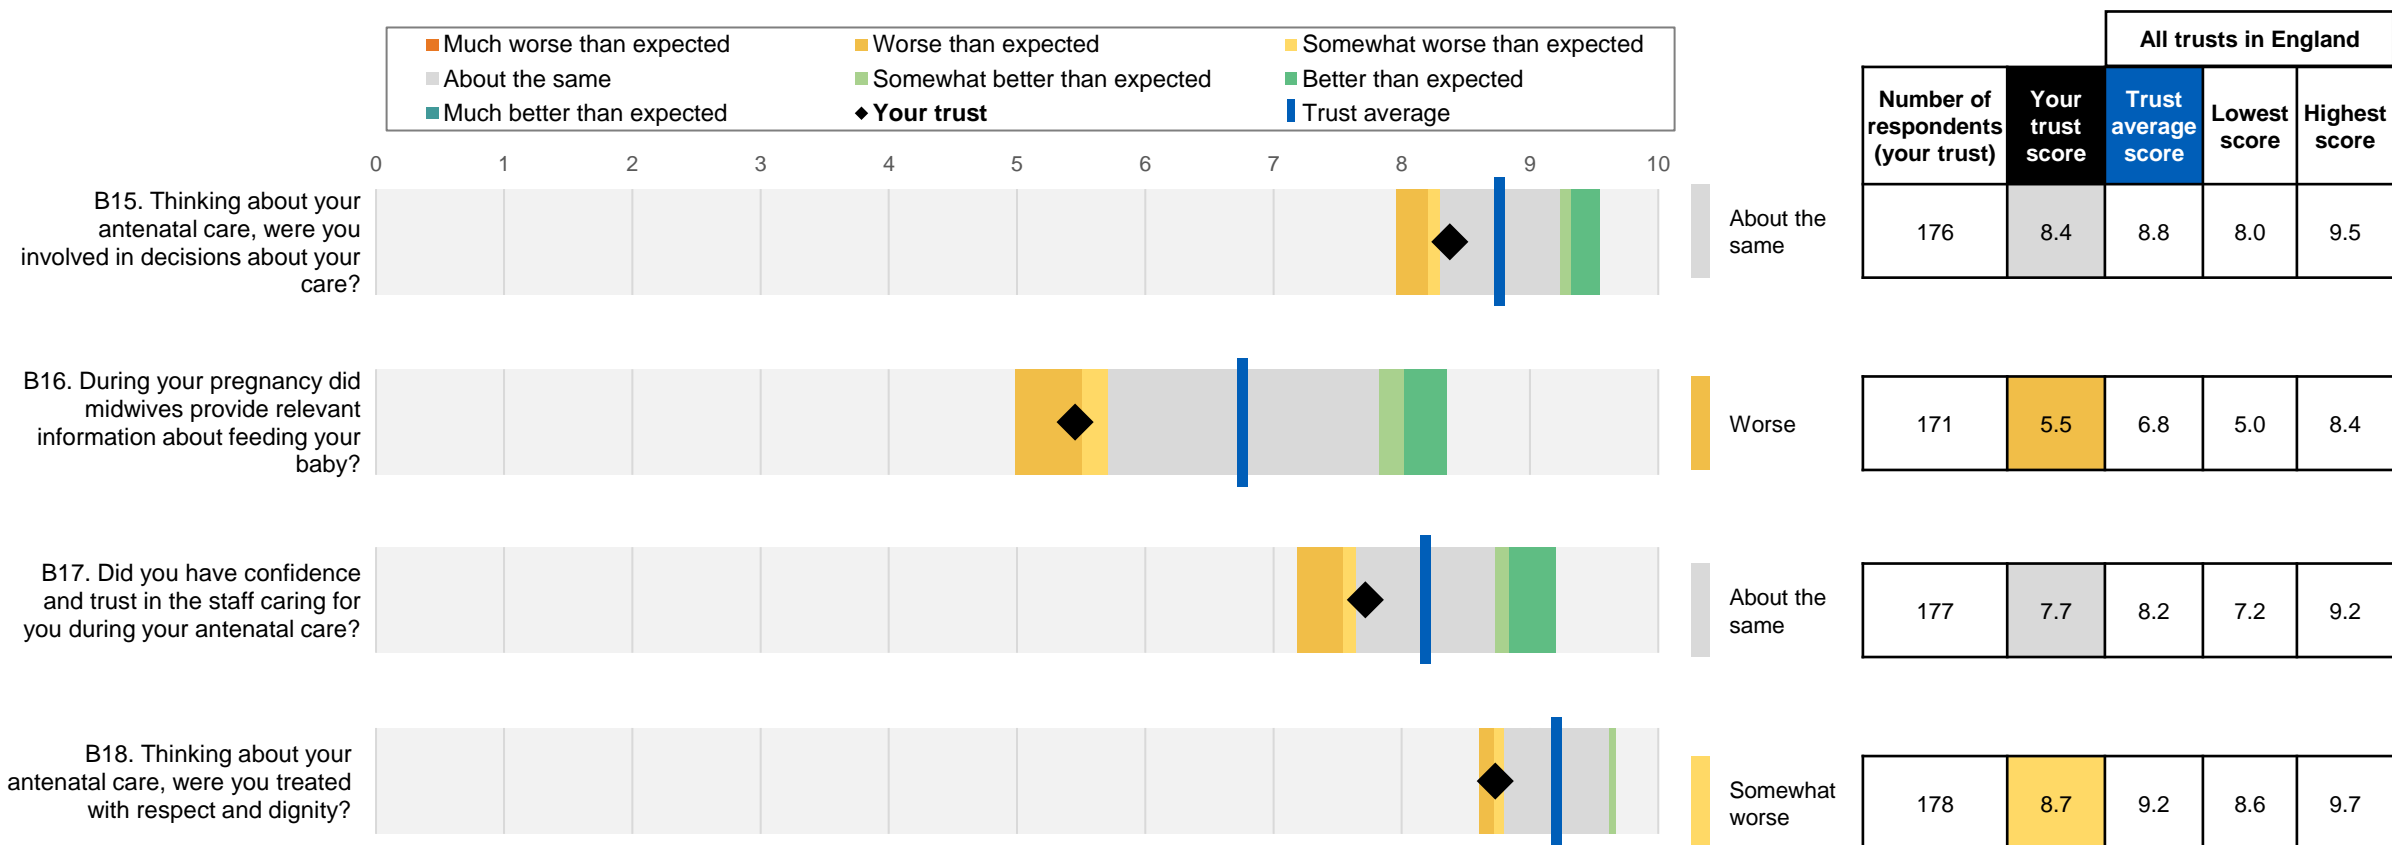 Much worse than expected
Worse than expected
Somewhat worse than expected
About the same
Somewhat better than expected
Better than expected
Much better than expected
Your trust
Trust average
All trusts in England
Number of
respondents
(your trust)
Your
trust
score
Trust
average
score
Lowest
score
Highest
score
0 1 2 3 4 5 6 7 8 9 10
B15. Thinking about your
antenatal care, were you
involved in decisions about your
care?
About the
same
176 8.4 8.8 8.0 9.5
B16. During your pregnancy did
midwives provide relevant
information about feeding your
baby?
Worse
171 5.5 6.8 5.0 8.4
B17. Did you have confidence
and trust in the staff caring for
you during your antenatal care?
About the
same
177 7.7 8.2 7.2 9.2
B18. Thinking about your
antenatal care, were you treated
with respect and dignity?
Somewhat
worse
178 8.7 9.2 8.6 9.7